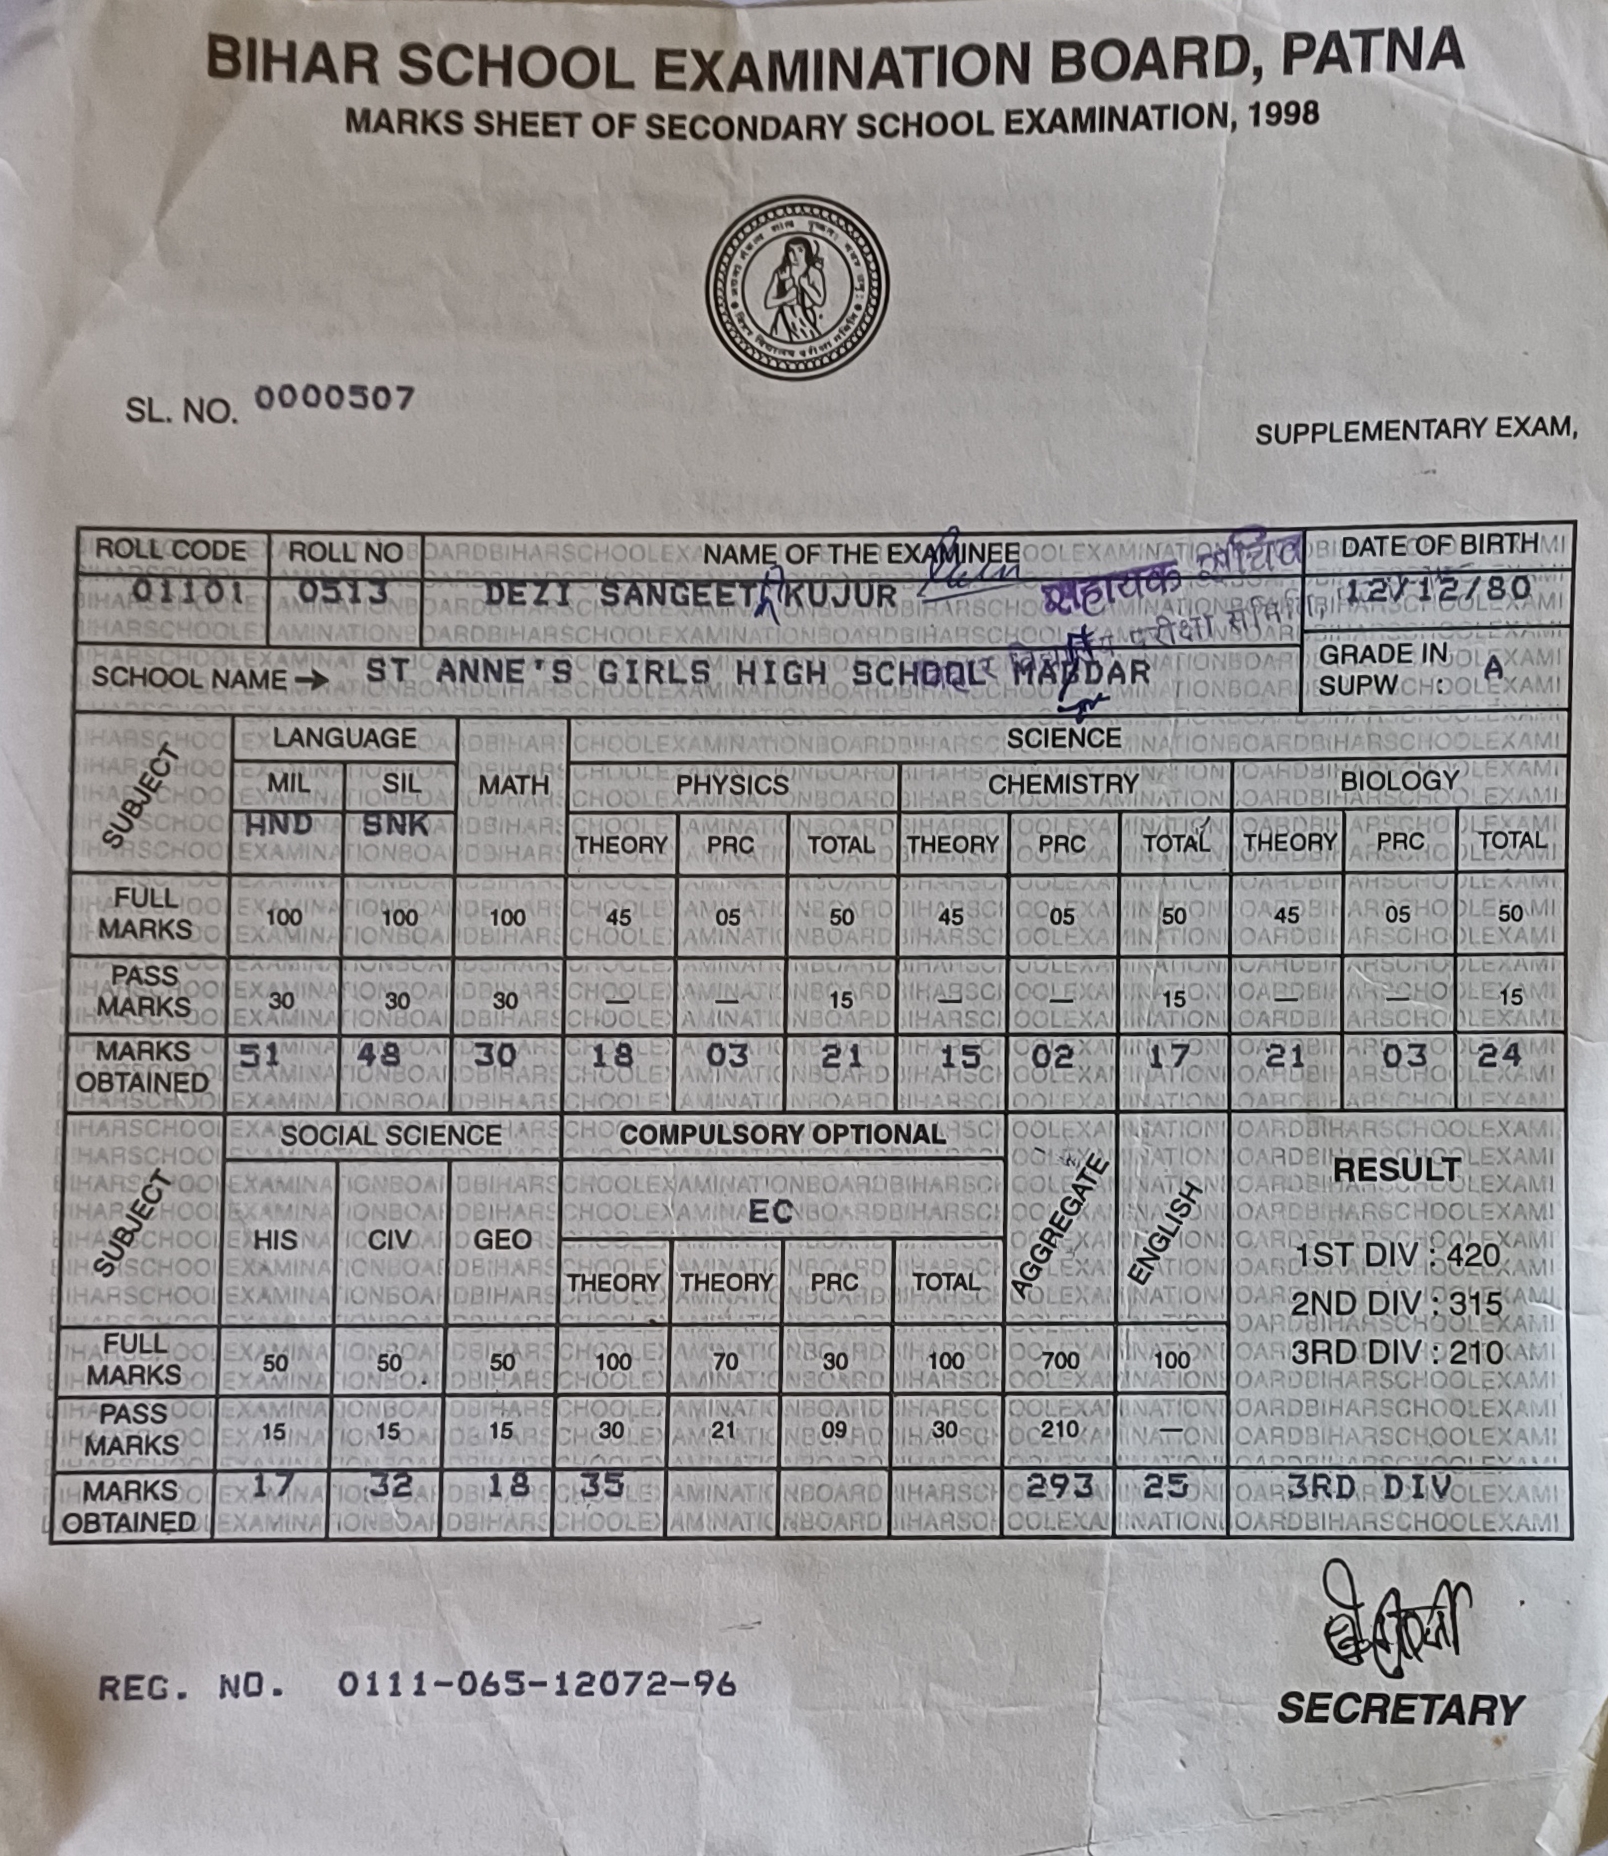 BIHAR SCHOOL EXAMINATION BOARD, PATNA
MARKS SHEET OF SECONDARY SCHOOL EXAMINATION, 1998
SL. NO. 0000507
SUPPLEMENTARY EXAM,
ROLL CODE ROLL NO NAME OF THE EXAMINEE DATE OF BIRTH
01101 0513 DEZI SANGEETA KUJUR सहायक सचिव 12/12/80
परीक्षा समिति,
SCHOOL NAME → ST ANNE'S GIRLS HIGH SCHOOL MANDAR GRADE IN SUPW : A
SUBJECT LANGUAGE MATH SCIENCE
MIL SIL PHYSICS CHEMISTRY BIOLOGY
HND SNK THEORY PRC TOTAL THEORY PRC TOTAL THEORY PRC TOTAL
FULL MARKS 100 100 100 45 05 50 45 05 50 45 05 50
PASS MARKS 30 30 30 — — 15 — — 15 — — 15
MARKS OBTAINED 51 48 30 18 03 21 15 02 17 21 03 24
SUBJECT SOCIAL SCIENCE COMPULSORY OPTIONAL AGGREGATE ENGLISH RESULT
EC
HIS CIV GEO THEORY THEORY PRC TOTAL
1ST DIV : 420
2ND DIV : 315
3RD DIV : 210
FULL MARKS 50 50 50 100 70 30 100 700 100
PASS MARKS 15 15 15 30 21 09 30 210 —
MARKS OBTAINED 17 32 18 35 293 25 3RD DIV
REG. NO. 0111-065-12072-96
SECRETARY